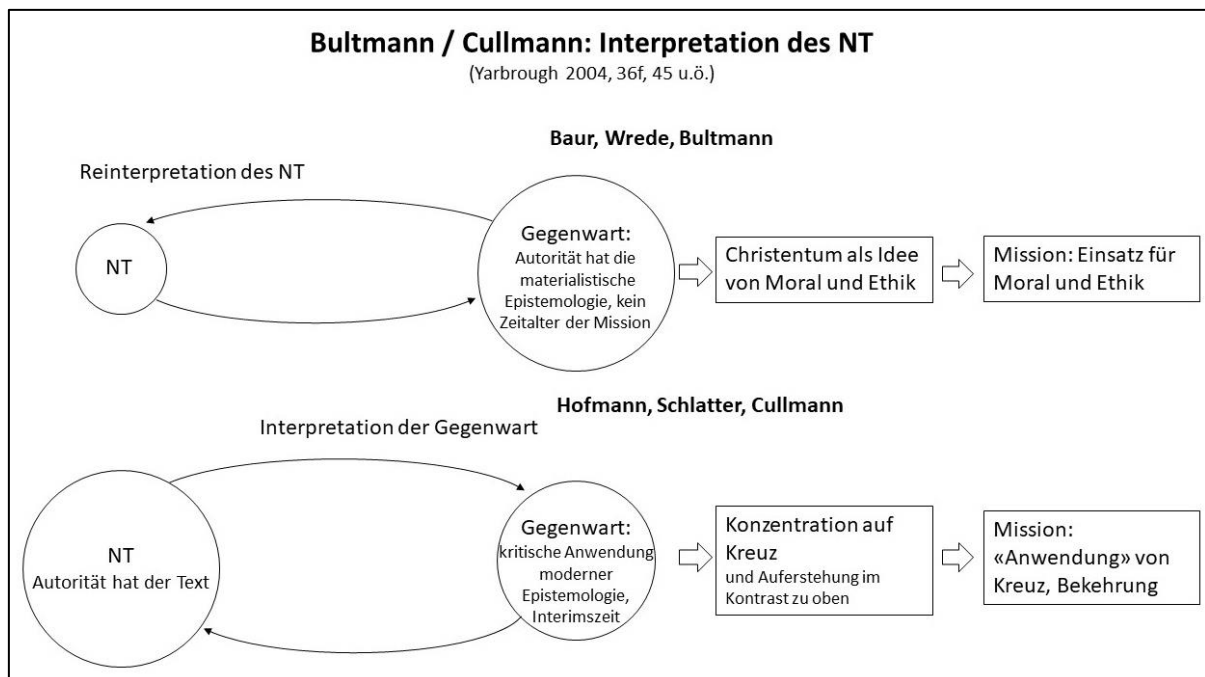 Bultmann / Cullmann: Interpretation des NT
(Yarbrough 2004, 36f, 45 u.ö.)
Baur, Wrede, Bultmann
Reinterpretation des NT
NT
Gegenwart:
Autorität hat die
materialistische
Epistemologie, kein
Zeitalter der Mission
Christentum als Idee
von Moral und Ethik
Mission: Einsatz für
Moral und Ethik
Hofmann, Schlatter, Cullmann
Interpretation der Gegenwart
NT
Autorität hat der Text
Gegenwart:
kritische Anwendung
moderner
Epistemologie,
Interimszeit
Konzentration auf
Kreuz
und Auferstehung im
Kontrast zu oben
Mission:
«Anwendung» von
Kreuz, Bekehrung